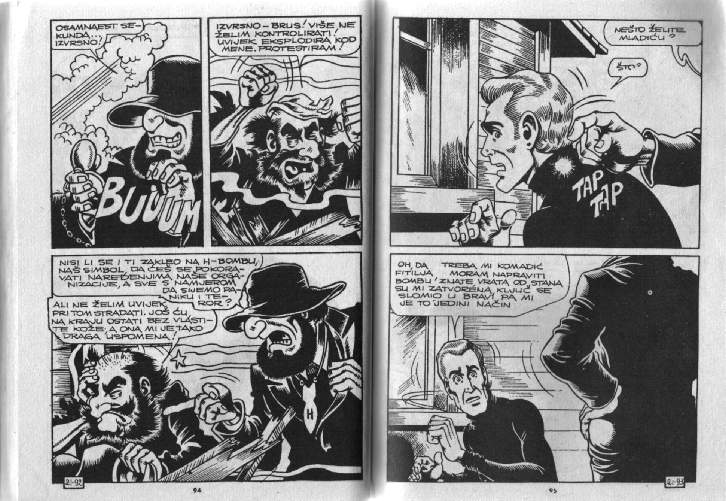 OSAMNAEST SE-
KUNDA...
IZVRSNO!
BUUUM
IZVRSNO-BRUS! VIŠE NE
ŽELIM KONTROLIRATI!
UVIJEK EKSPLODIRA KOD
MENE. PROTESTIRAM!
NISI LI SE I TI ZAKLEO NA H-BOMBU,
NAŠ SIMBOL, DA ĆEŠ SE POKORA-
VATI NAREĐENJIMA NAŠE ORGA-
NIZACIJE, A SVE S NAMJEROM
DA SIJEMO PA-
NIKU I TE-
ROR?
ALI NE ŽELIM UVIJEK
PRI TOM STRADATI. JOŠ ĆU
NA KRAJU OSTATI BEZ VLASTI-
TE KOŽE. A ONA MI JE TAKO
DRAGA USPOMENA!
H
94
NEŠTO ŽELITE
MLADIĆU?
ŠTO?
TAP
TAP
OH, DA TREBA MI KOMADIĆ
FITILJA. MORAM NAPRAVITI
BOMBU! ZNATE VRATA OD STANA
SU MI ZATVORENA, KLJUČ SE
SLOMIO U BRAVI, PA MI
JE TO JEDINI NAČIN
95